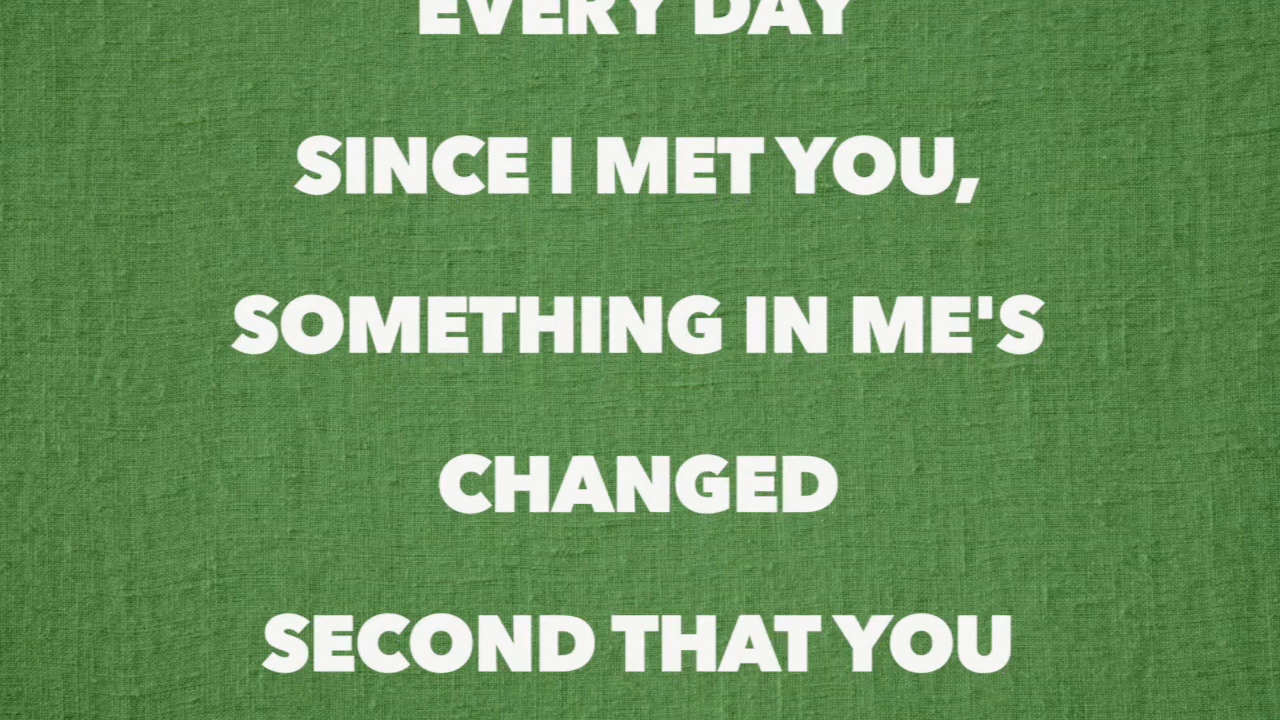 EVERY DAY
SINCE I MET YOU,
SOMETHING IN ME'S
CHANGED
SECOND THAT YOU